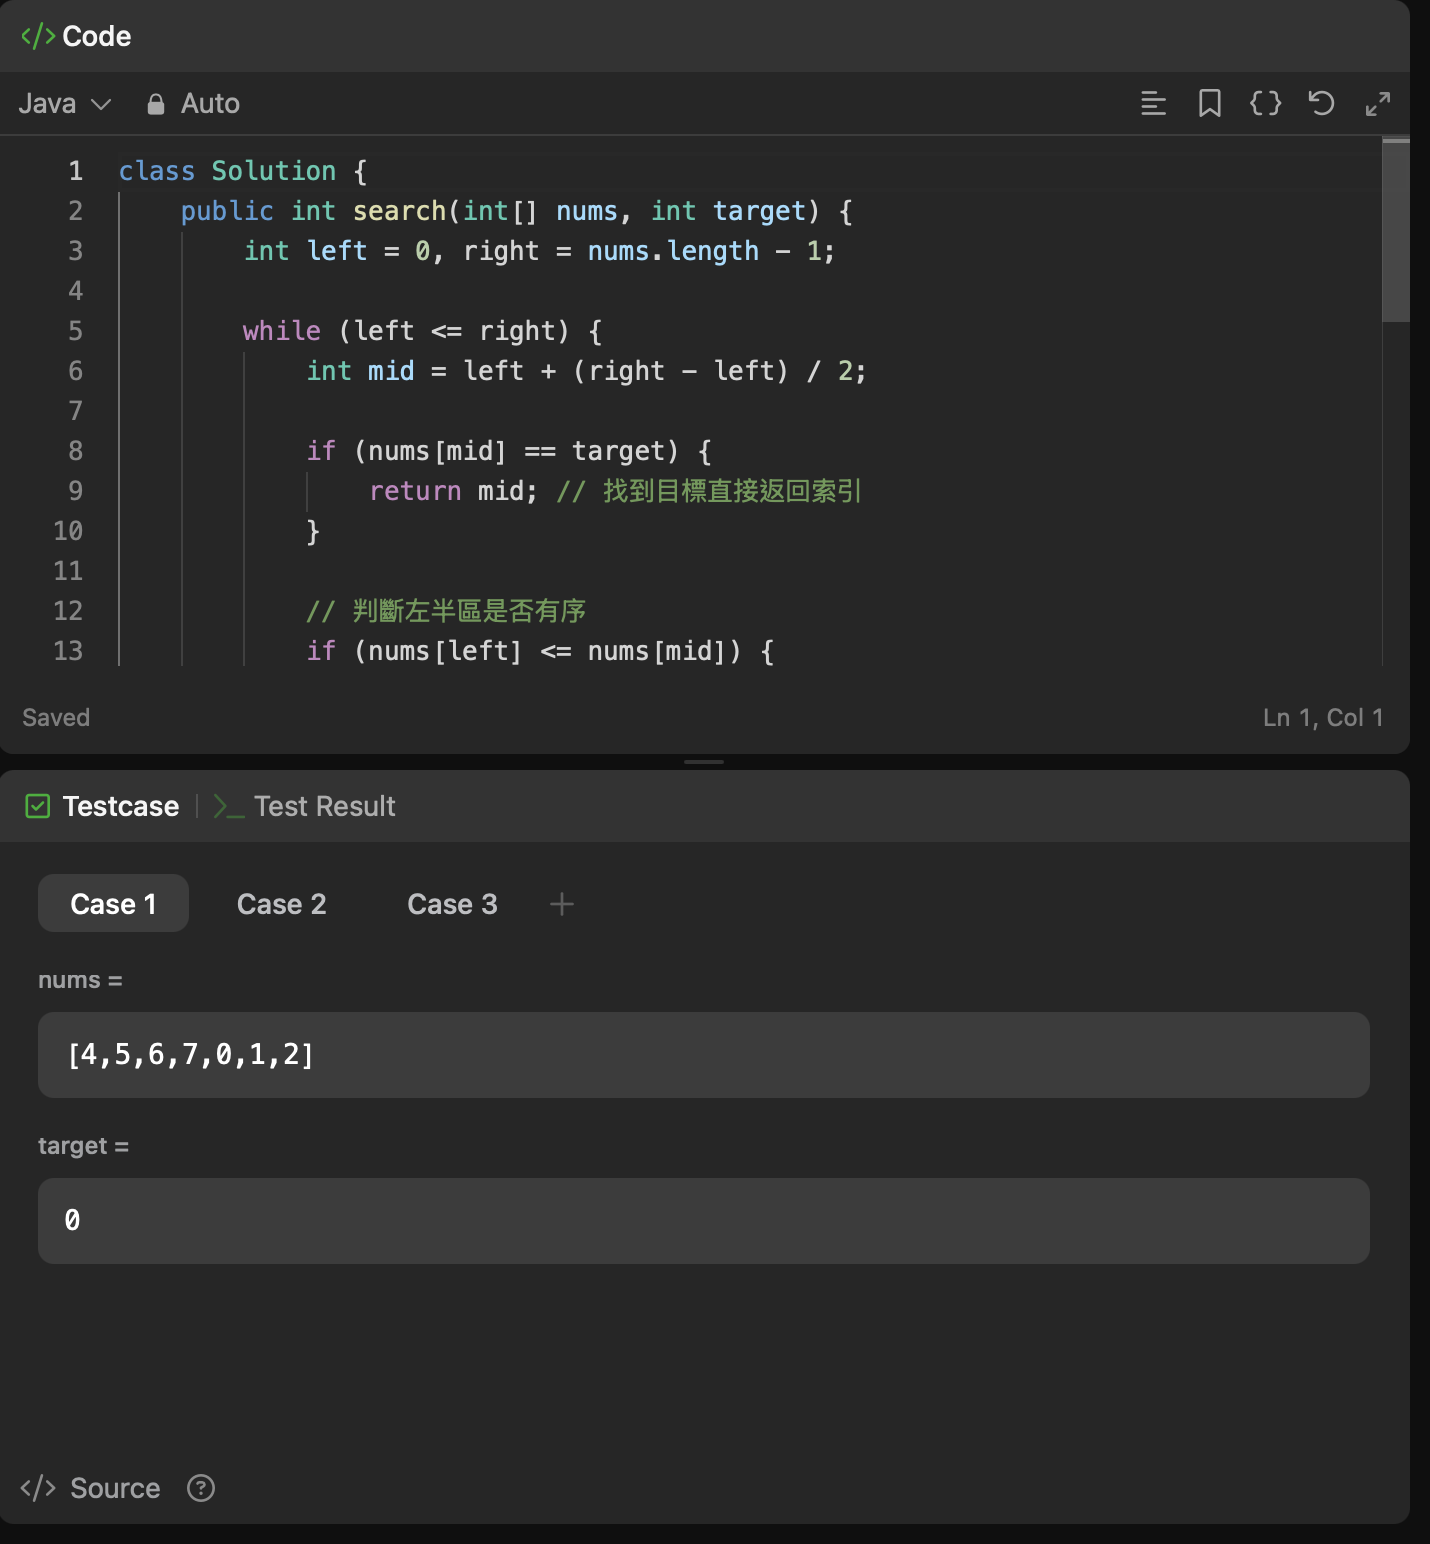 </> Code
Java Auto
1 class Solution {
2 public int search(int[] nums, int target) {
3 int left = 0, right = nums.length - 1;
4
5 while (left <= right) {
6 int mid = left + (right - left) / 2;
7
8 if (nums[mid] == target) {
9 return mid; // 找到目標直接返回索引
10 }
11
12 // 判斷左半區是否有序
13 if (nums[left] <= nums[mid]) {
Saved Ln 1, Col 1
Testcase | >_ Test Result
Case 1 Case 2 Case 3 +
nums =
[4,5,6,7,0,1,2]
target =
0
</> Source ?